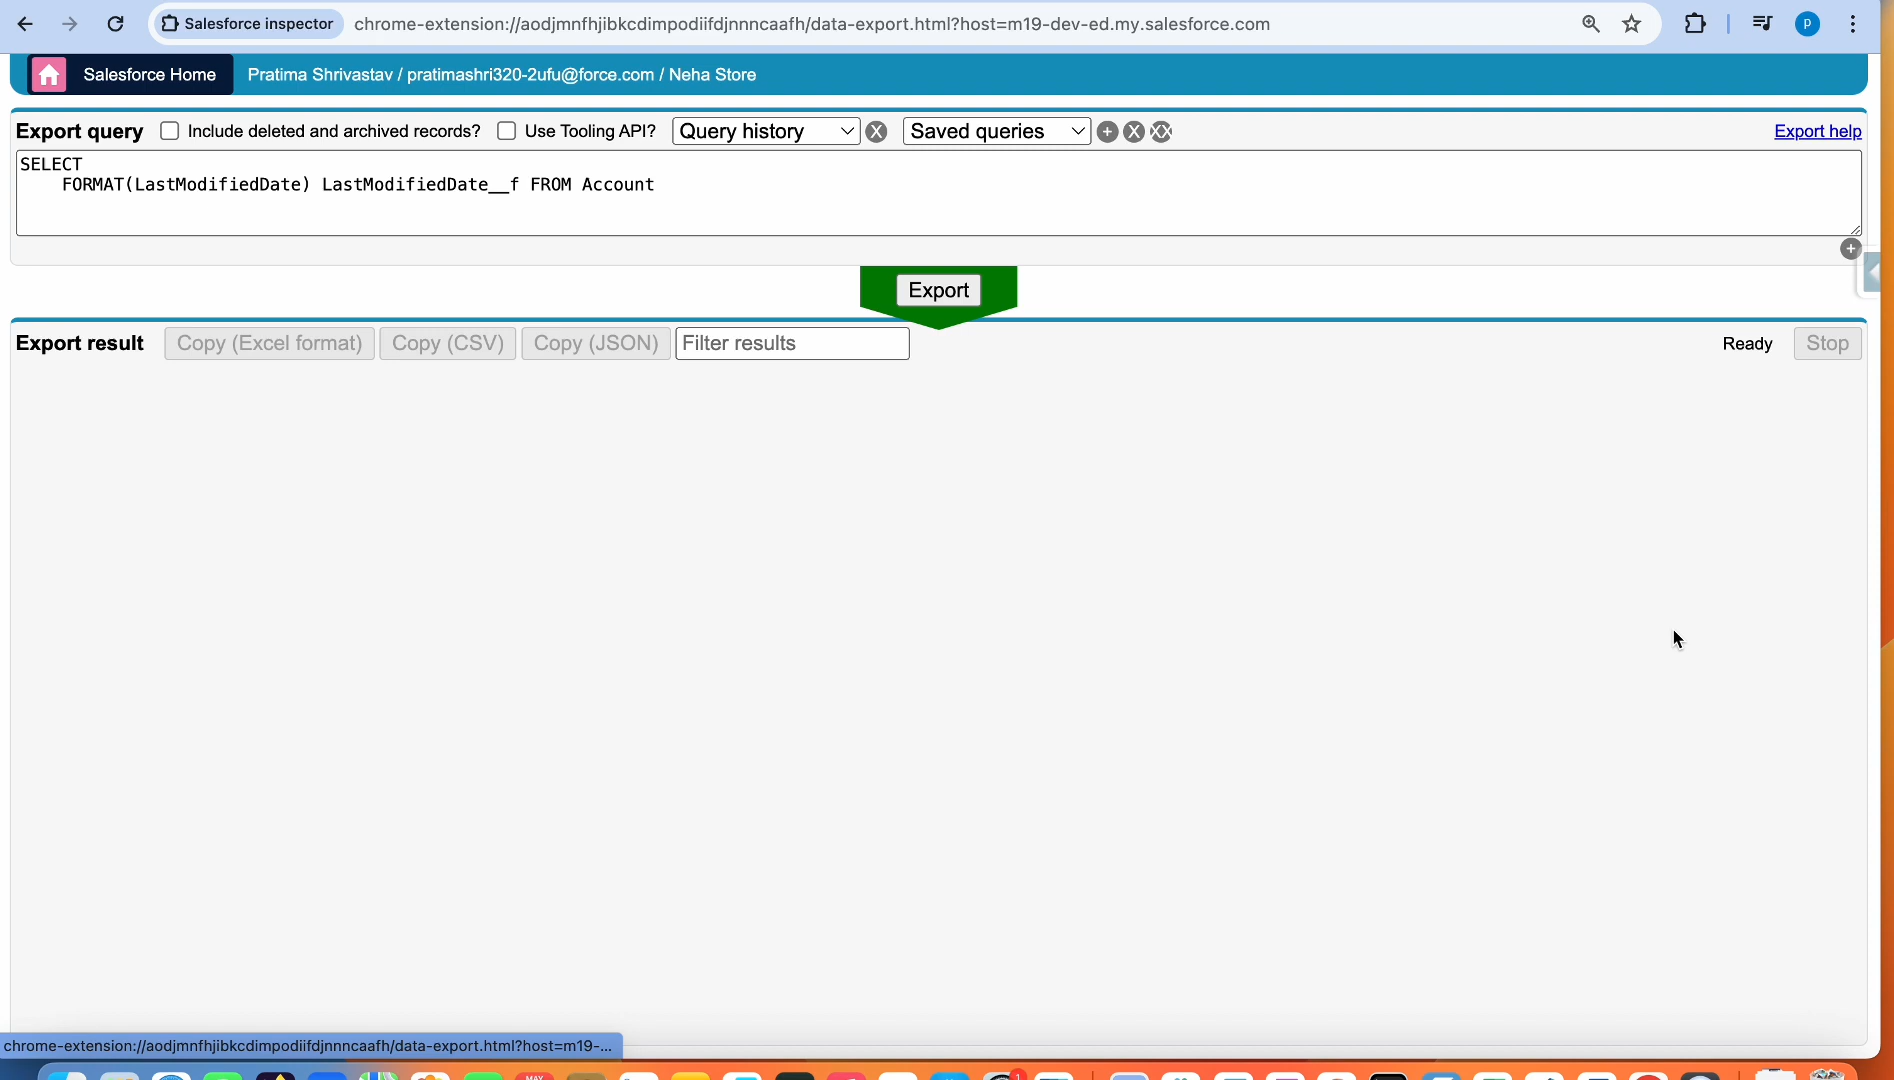 Salesforce inspector chrome-extension://aodjmnfhjibkcdimpodiifdjnnncaafh/data-export.html?host=m19-dev-ed.my.salesforce.com p
Salesforce Home Pratima Shrivastav / pratimashri320-2ufu@force.com / Neha Store
Export query Include deleted and archived records? Use Tooling API? Query history X Saved queries + X XX Export help
SELECT
FORMAT(LastModifiedDate) LastModifiedDate__f FROM Account
+
Export
Export result Copy (Excel format) Copy (CSV) Copy (JSON) Filter results Ready Stop
chrome-extension://aodjmnfhjibkcdimpodiifdjnnncaafh/data-export.html?host=m19-...
MAY 1